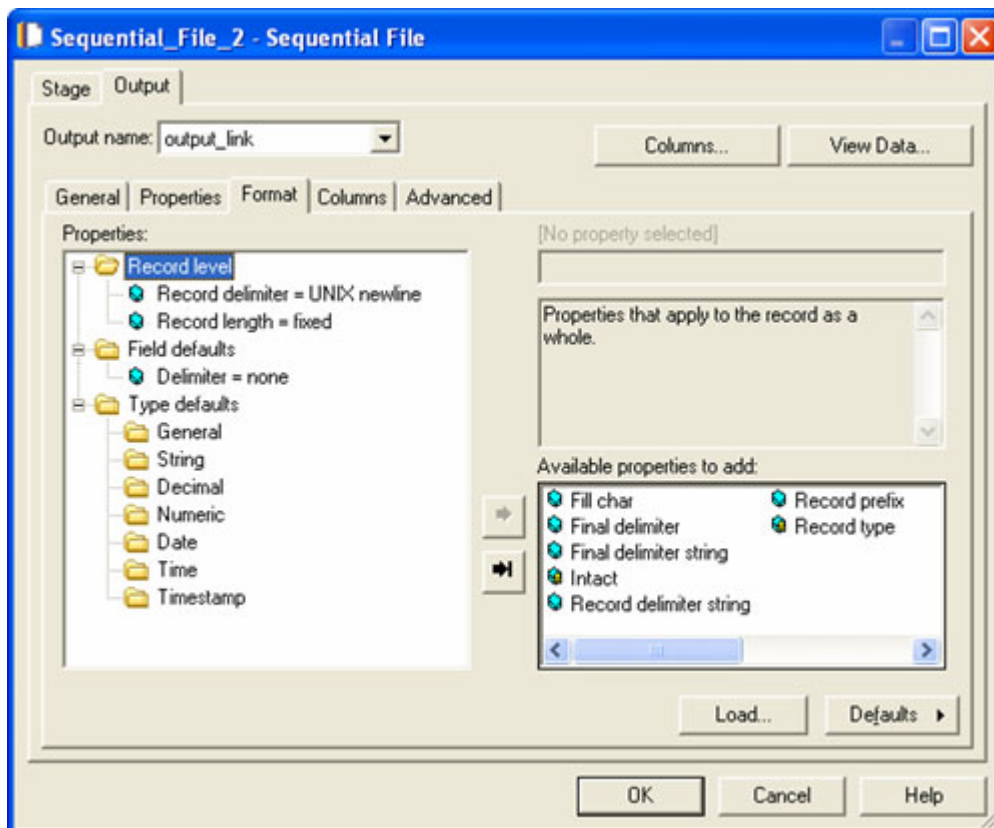 Sequential_File_2 - Sequential File
Stage
Output
Output name:
output_link
Columns...
View Data...
General
Properties
Format
Columns
Advanced
Properties:
Record level
Record delimiter = UNIX newline
Record length = fixed
Field defaults
Delimiter = none
Type defaults
General
String
Decimal
Numeric
Date
Time
Timestamp
[No property selected]
Properties that apply to the record as a
whole.
Available properties to add:
Fill char
Final delimiter
Final delimiter string
Intact
Record delimiter string
Record prefix
Record type
Load...
Defaults
OK
Cancel
Help